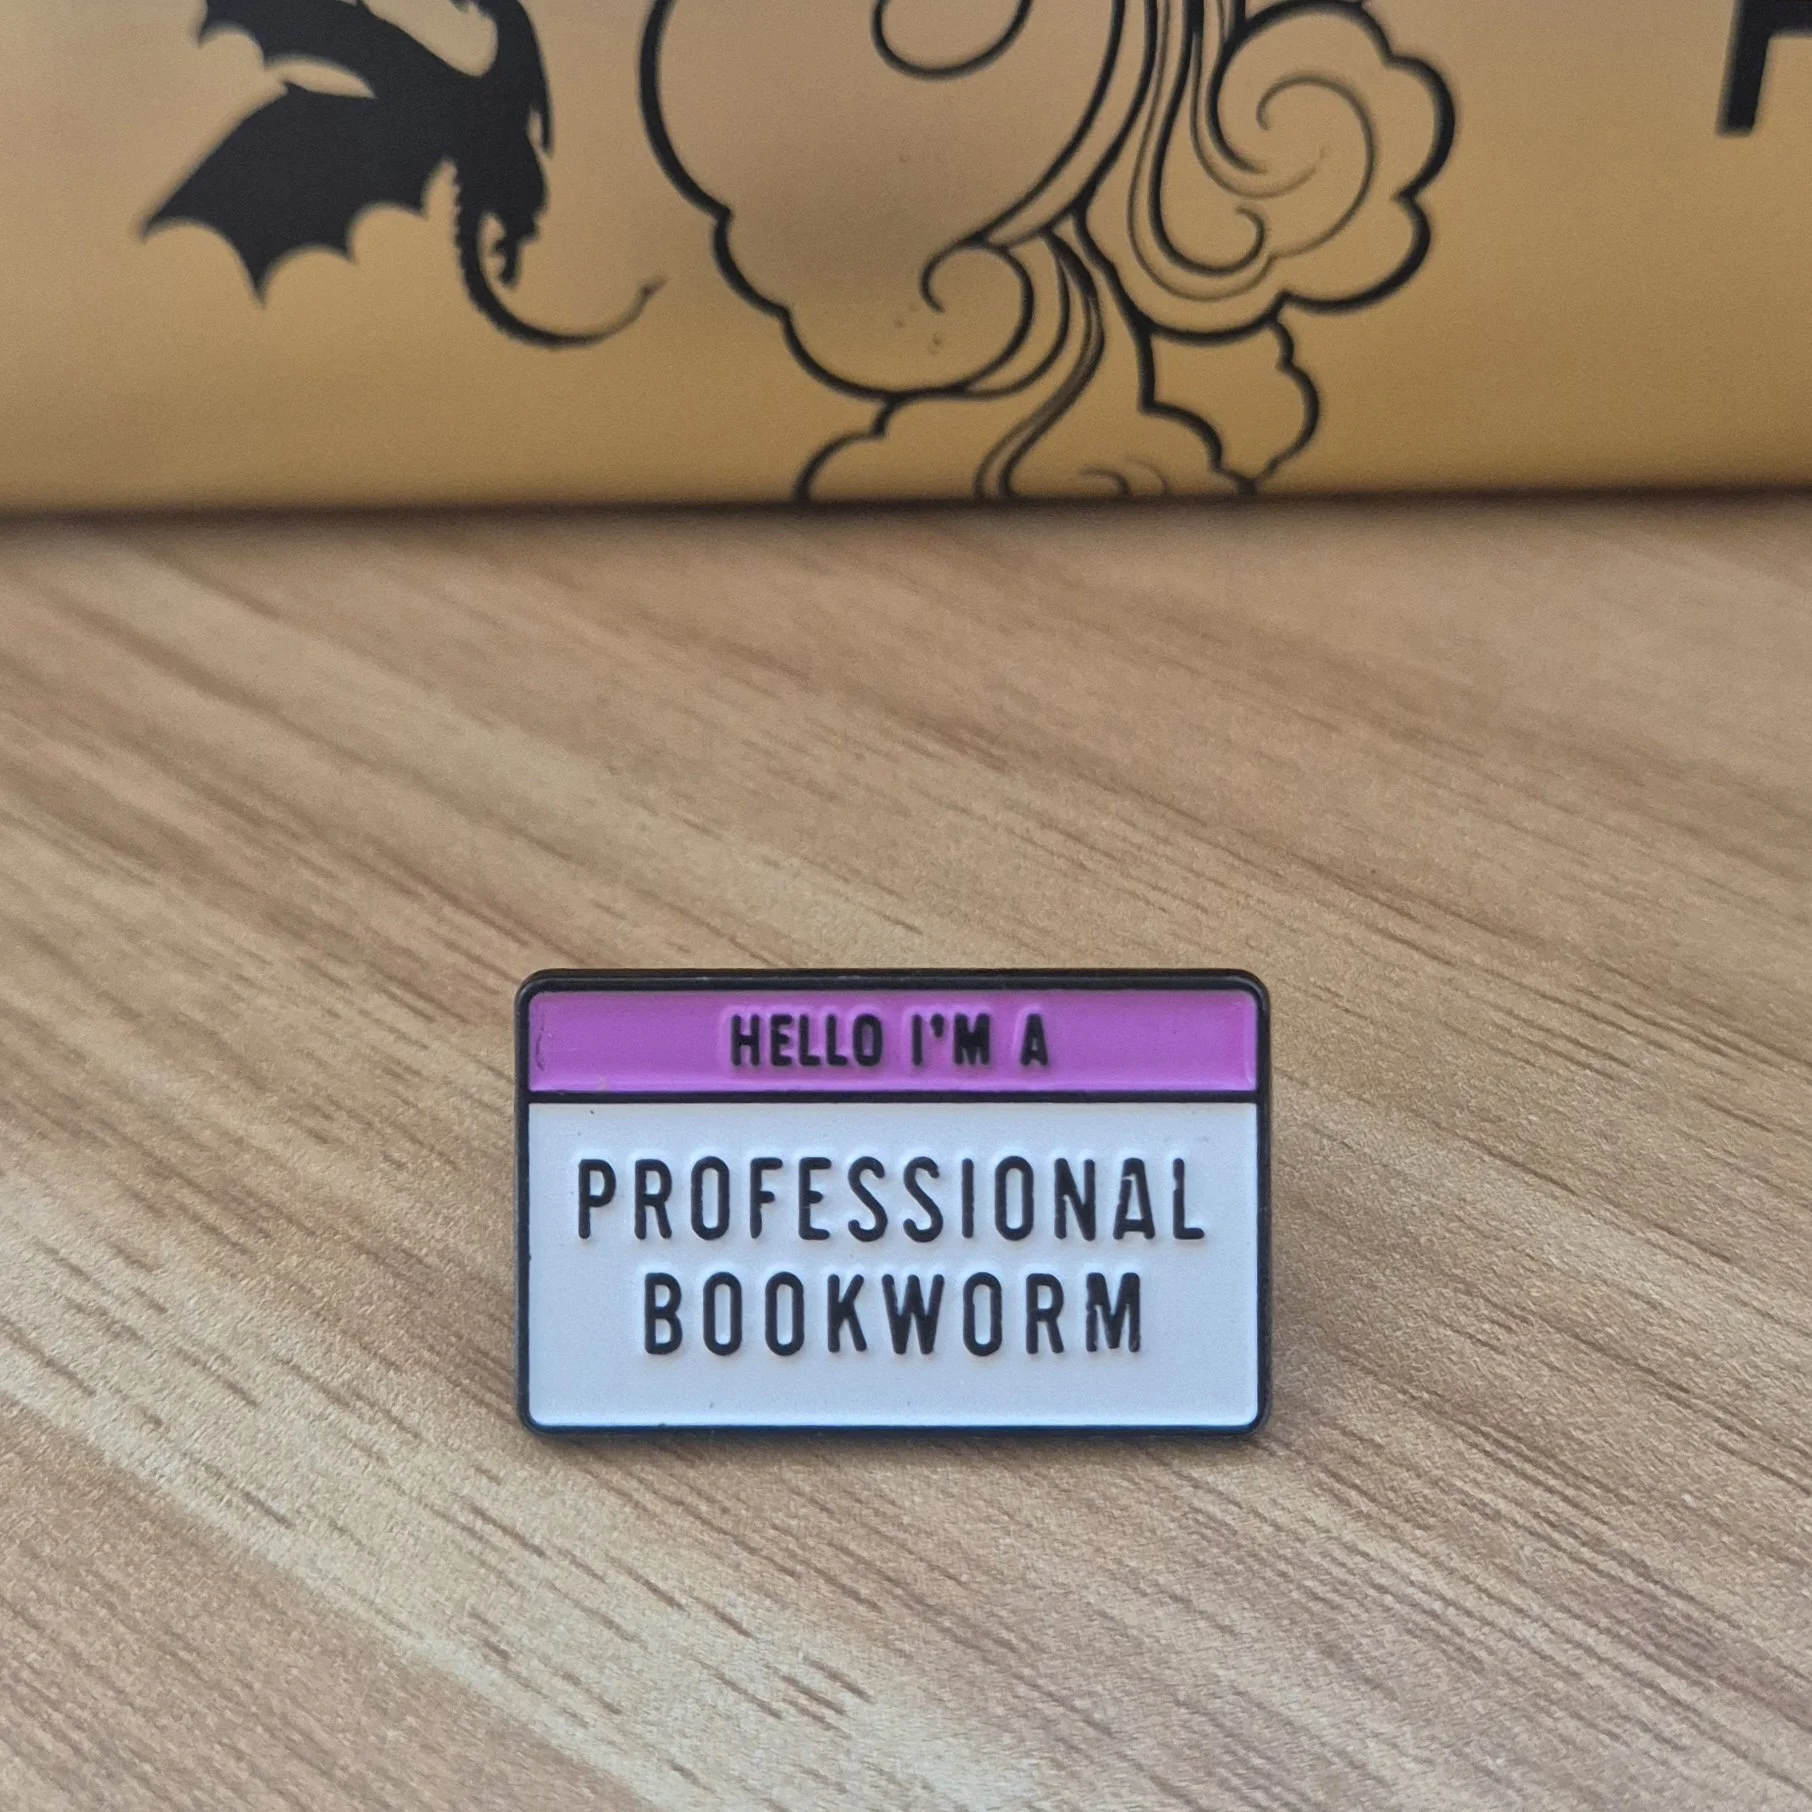 HELLO I'M A
PROFESSIONAL
BOOKWORM